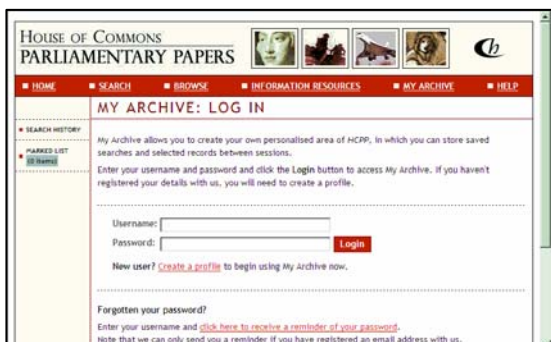 HOUSE OF COMMONS
PARLIAMENTARY PAPERS
Ch
HOME SEARCH BROWSE INFORMATION RESOURCES MY ARCHIVE HELP
SEARCH HISTORY
MARKED LIST
(0 items)
MY ARCHIVE: LOG IN
My Archive allows you to create your own personalised area of HCPP, in which you can store saved
searches and selected records between sessions.
Enter your username and password and click the Login button to access My Archive. If you haven't
registered your details with us, you will need to create a profile.
Username:
Password: Login
New user? Create a profile to begin using My Archive now.
Forgotten your password?
Enter your username and click here to receive a reminder of your password.
Note that we can only send you a reminder if you have registered an email address with us.